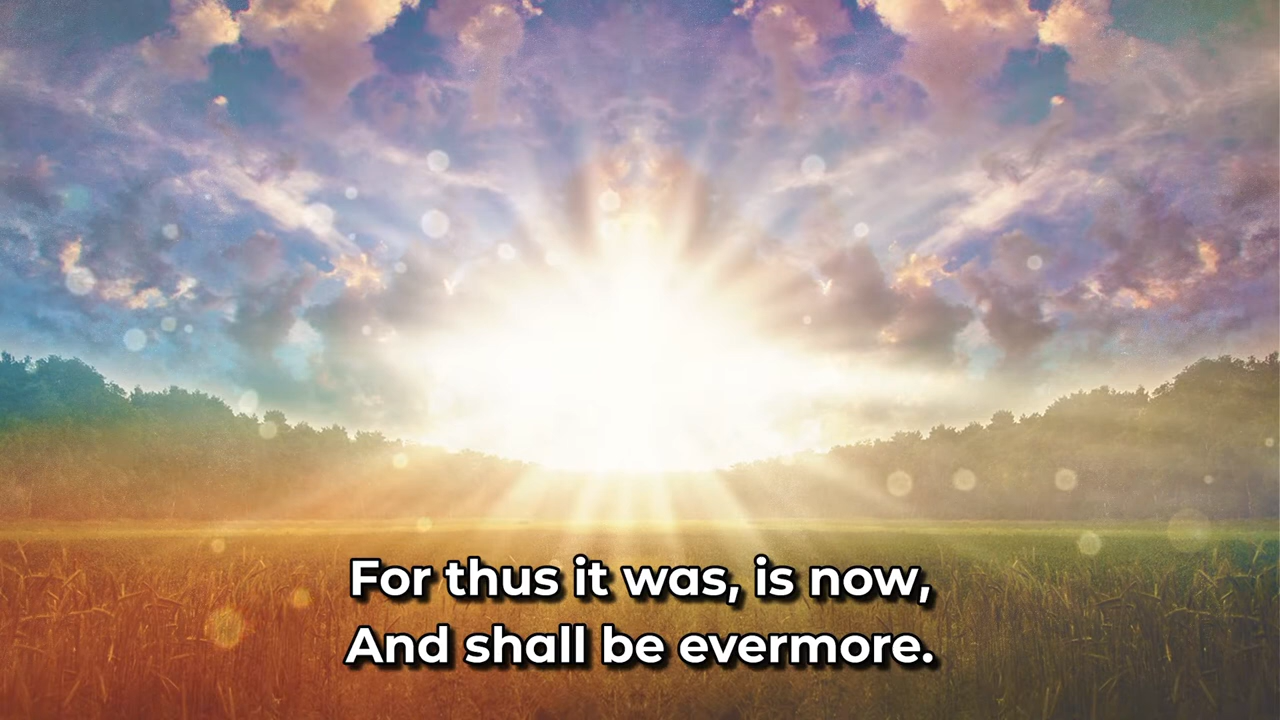 For thus it was, is now,
And shall be evermore.